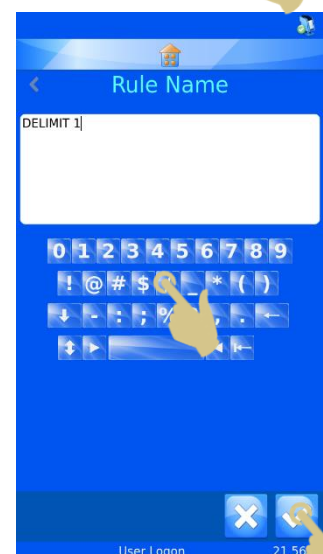 Rule Name
DELIMIT 1
0 1 2 3 4 5 6 7 8 9
! @ # $ _ * ( )
- : ; % , .
User Logon 21.56